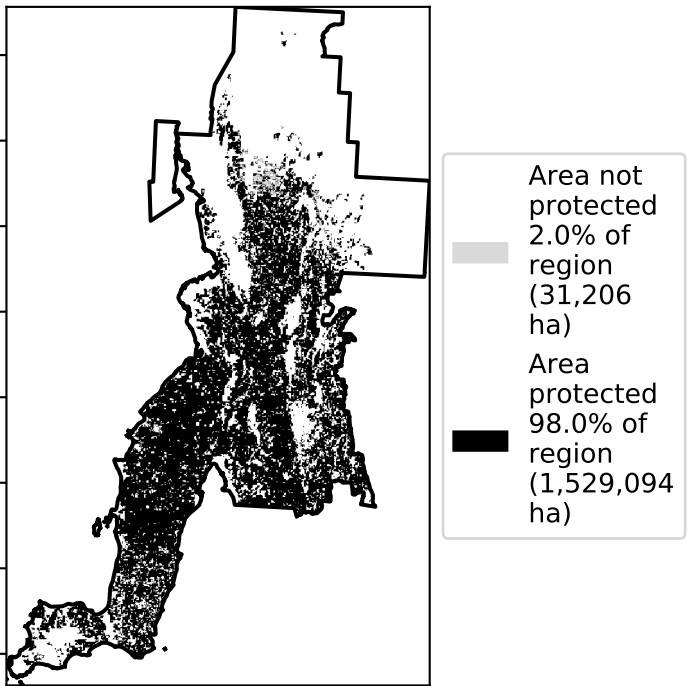 Area not
protected
2.0% of
region
(31,206
ha)
Area
protected
98.0% of
region
(1,529,094
ha)